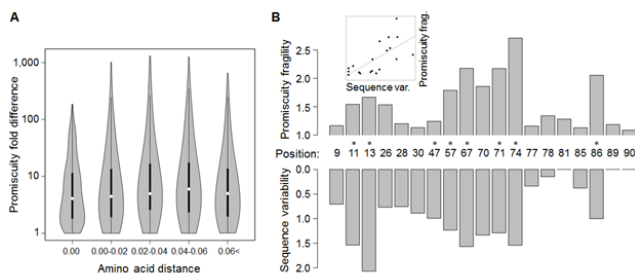 A
Promiscuity fold difference
1,000
100
10
1
0.00
0.00-0.02
0.02-0.04
0.04-0.06
0.06<
Amino acid distance
B
Promiscuity frag.
Sequence var.
Promiscuity fragility
2.5
2.0
1.5
1.0
* * * * * * * *
Position: 9 11 13 26 28 30 47 57 67 70 71 74 77 78 81 85 86 89 90
Sequence variability
0.0
0.5
1.0
1.5
2.0